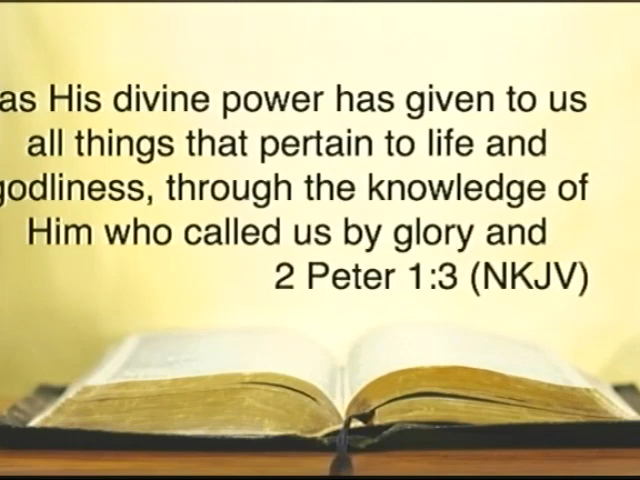 as His divine power has given to us
all things that pertain to life and
godliness, through the knowledge of
Him who called us by glory and
2 Peter 1:3 (NKJV)